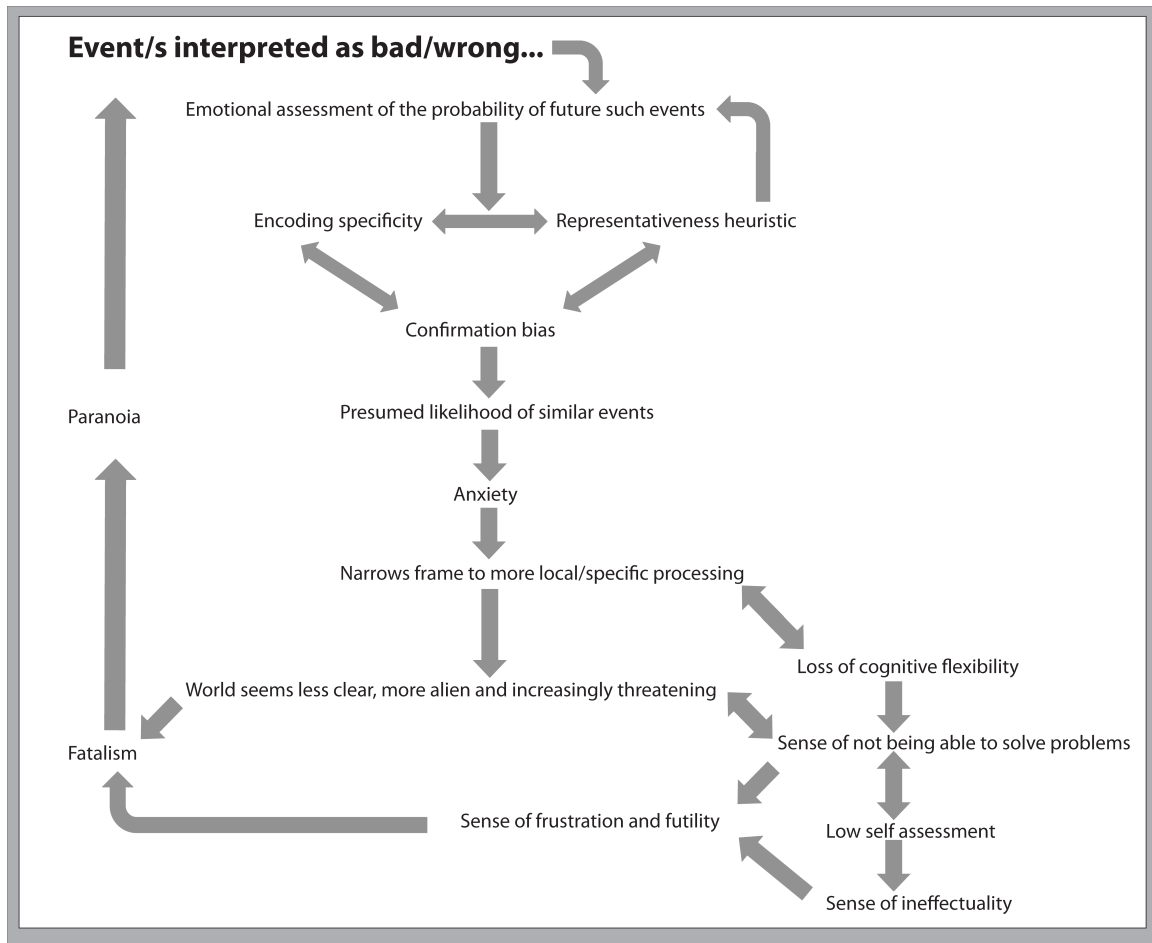 Event/s interpreted as bad/wrong...
Emotional assessment of the probability of future such events
Encoding specificity
Representativeness heuristic
Confirmation bias
Presumed likelihood of similar events
Paranoia
Anxiety
Narrows frame to more local/specific processing
Loss of cognitive flexibility
World seems less clear, more alien and increasingly threatening
Sense of not being able to solve problems
Fatalism
Sense of frustration and futility
Low self assessment
Sense of ineffectuality